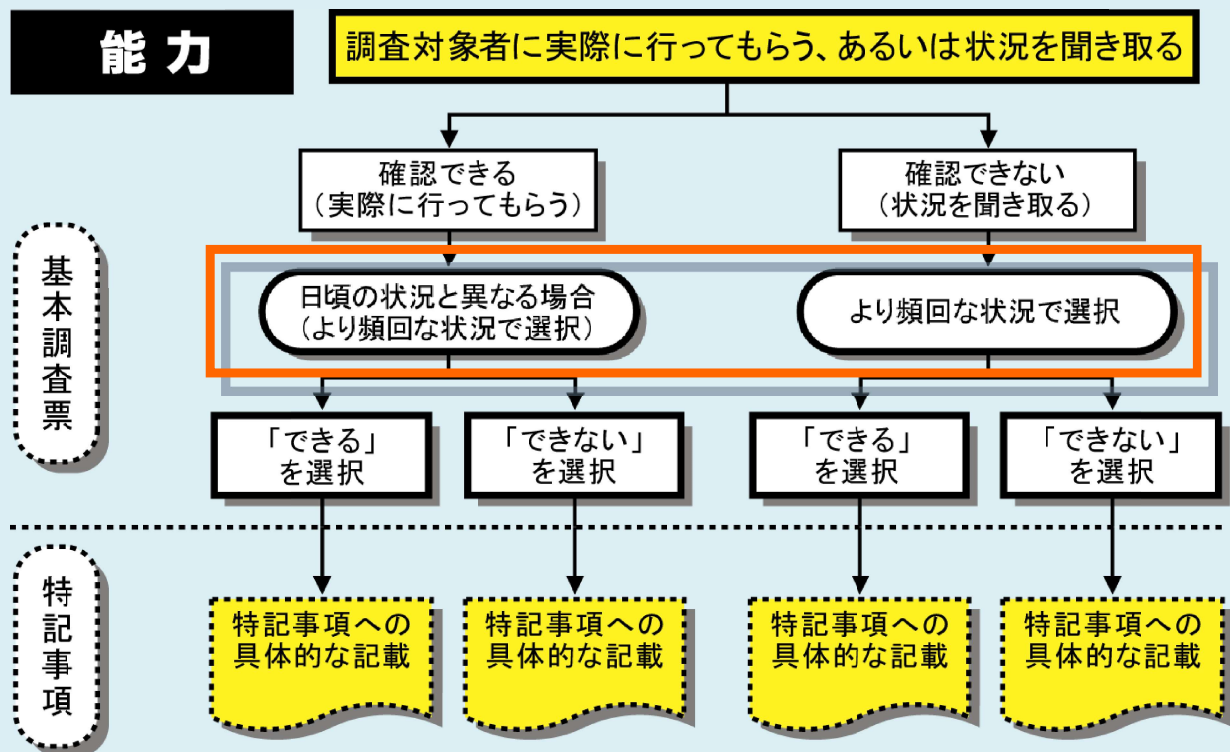 能力
調査対象者に実際に行ってもらう、あるいは状況を聞き取る
確認できる
（実際に行ってもらう）
確認できない
（状況を聞き取る）
基本調査票
日頃の状況と異なる場合
（より頻回な状況で選択）
より頻回な状況で選択
「できる」
を選択
「できない」
を選択
「できる」
を選択
「できない」
を選択
特記事項
特記事項への
具体的な記載
特記事項への
具体的な記載
特記事項への
具体的な記載
特記事項への
具体的な記載